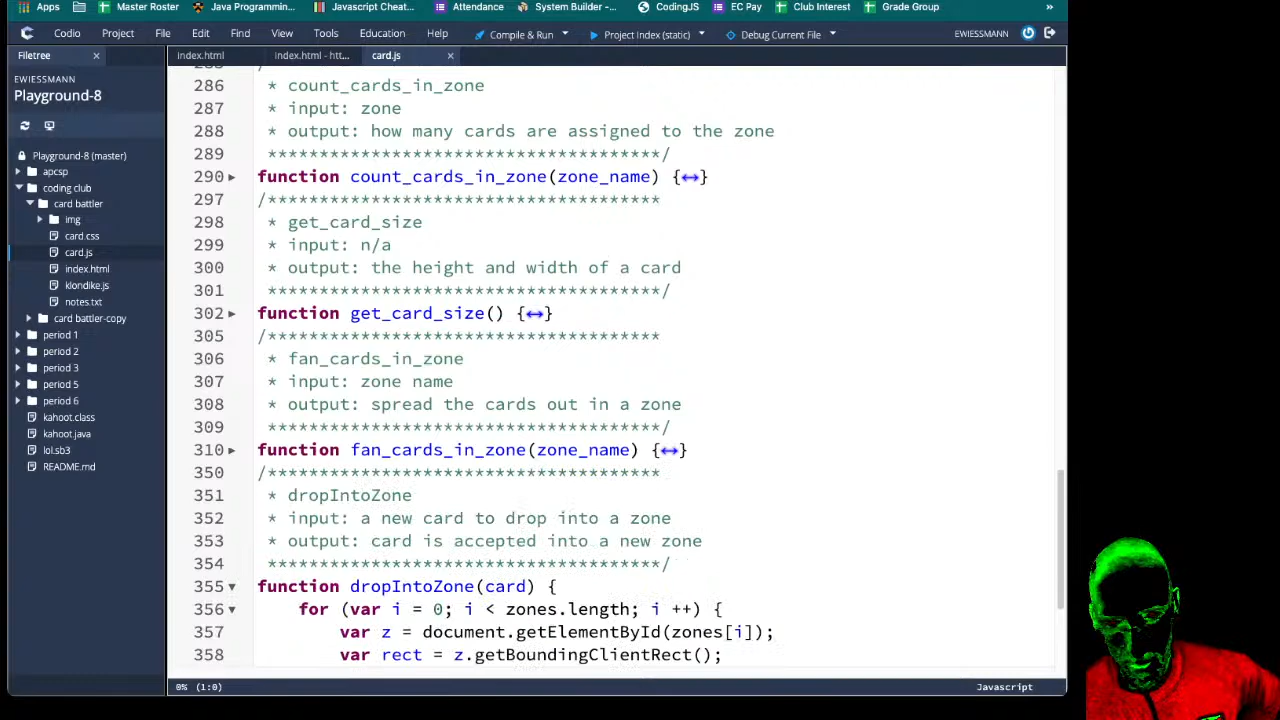 Apps Master Roster Java Programmin... Javascript Cheat... Attendance System Builder -... CodingJS EC Pay Club Interest Grade Group »
Codio Project File Edit Find View Tools Education Help Compile & Run Project Index (static) Debug Current File EWIESSMANN
Filetree × index.html index.html - htt... card.js ×
EWIESSMANN
Playground-8
Playground-8 (master)
apcsp
coding club
card battler
img
card.css
card.js
index.html
klondike.js
notes.txt
card battler-copy
period 1
period 2
period 3
period 5
period 6
kahoot.class
kahoot.java
lol.sb3
README.md
286 * count_cards_in_zone
287 * input: zone
288 * output: how many cards are assigned to the zone
289 **************************************/
290 function count_cards_in_zone(zone_name) {↔}
297 /**************************************
298 * get_card_size
299 * input: n/a
300 * output: the height and width of a card
301 **************************************/
302 function get_card_size() {↔}
305 /**************************************
306 * fan_cards_in_zone
307 * input: zone name
308 * output: spread the cards out in a zone
309 **************************************/
310 function fan_cards_in_zone(zone_name) {↔}
350 /**************************************
351 * dropIntoZone
352 * input: a new card to drop into a zone
353 * output: card is accepted into a new zone
354 **************************************/
355 function dropIntoZone(card) {
356 for (var i = 0; i < zones.length; i ++) {
357 var z = document.getElementById(zones[i]);
358 var rect = z.getBoundingClientRect();
0% (1:0) Javascript